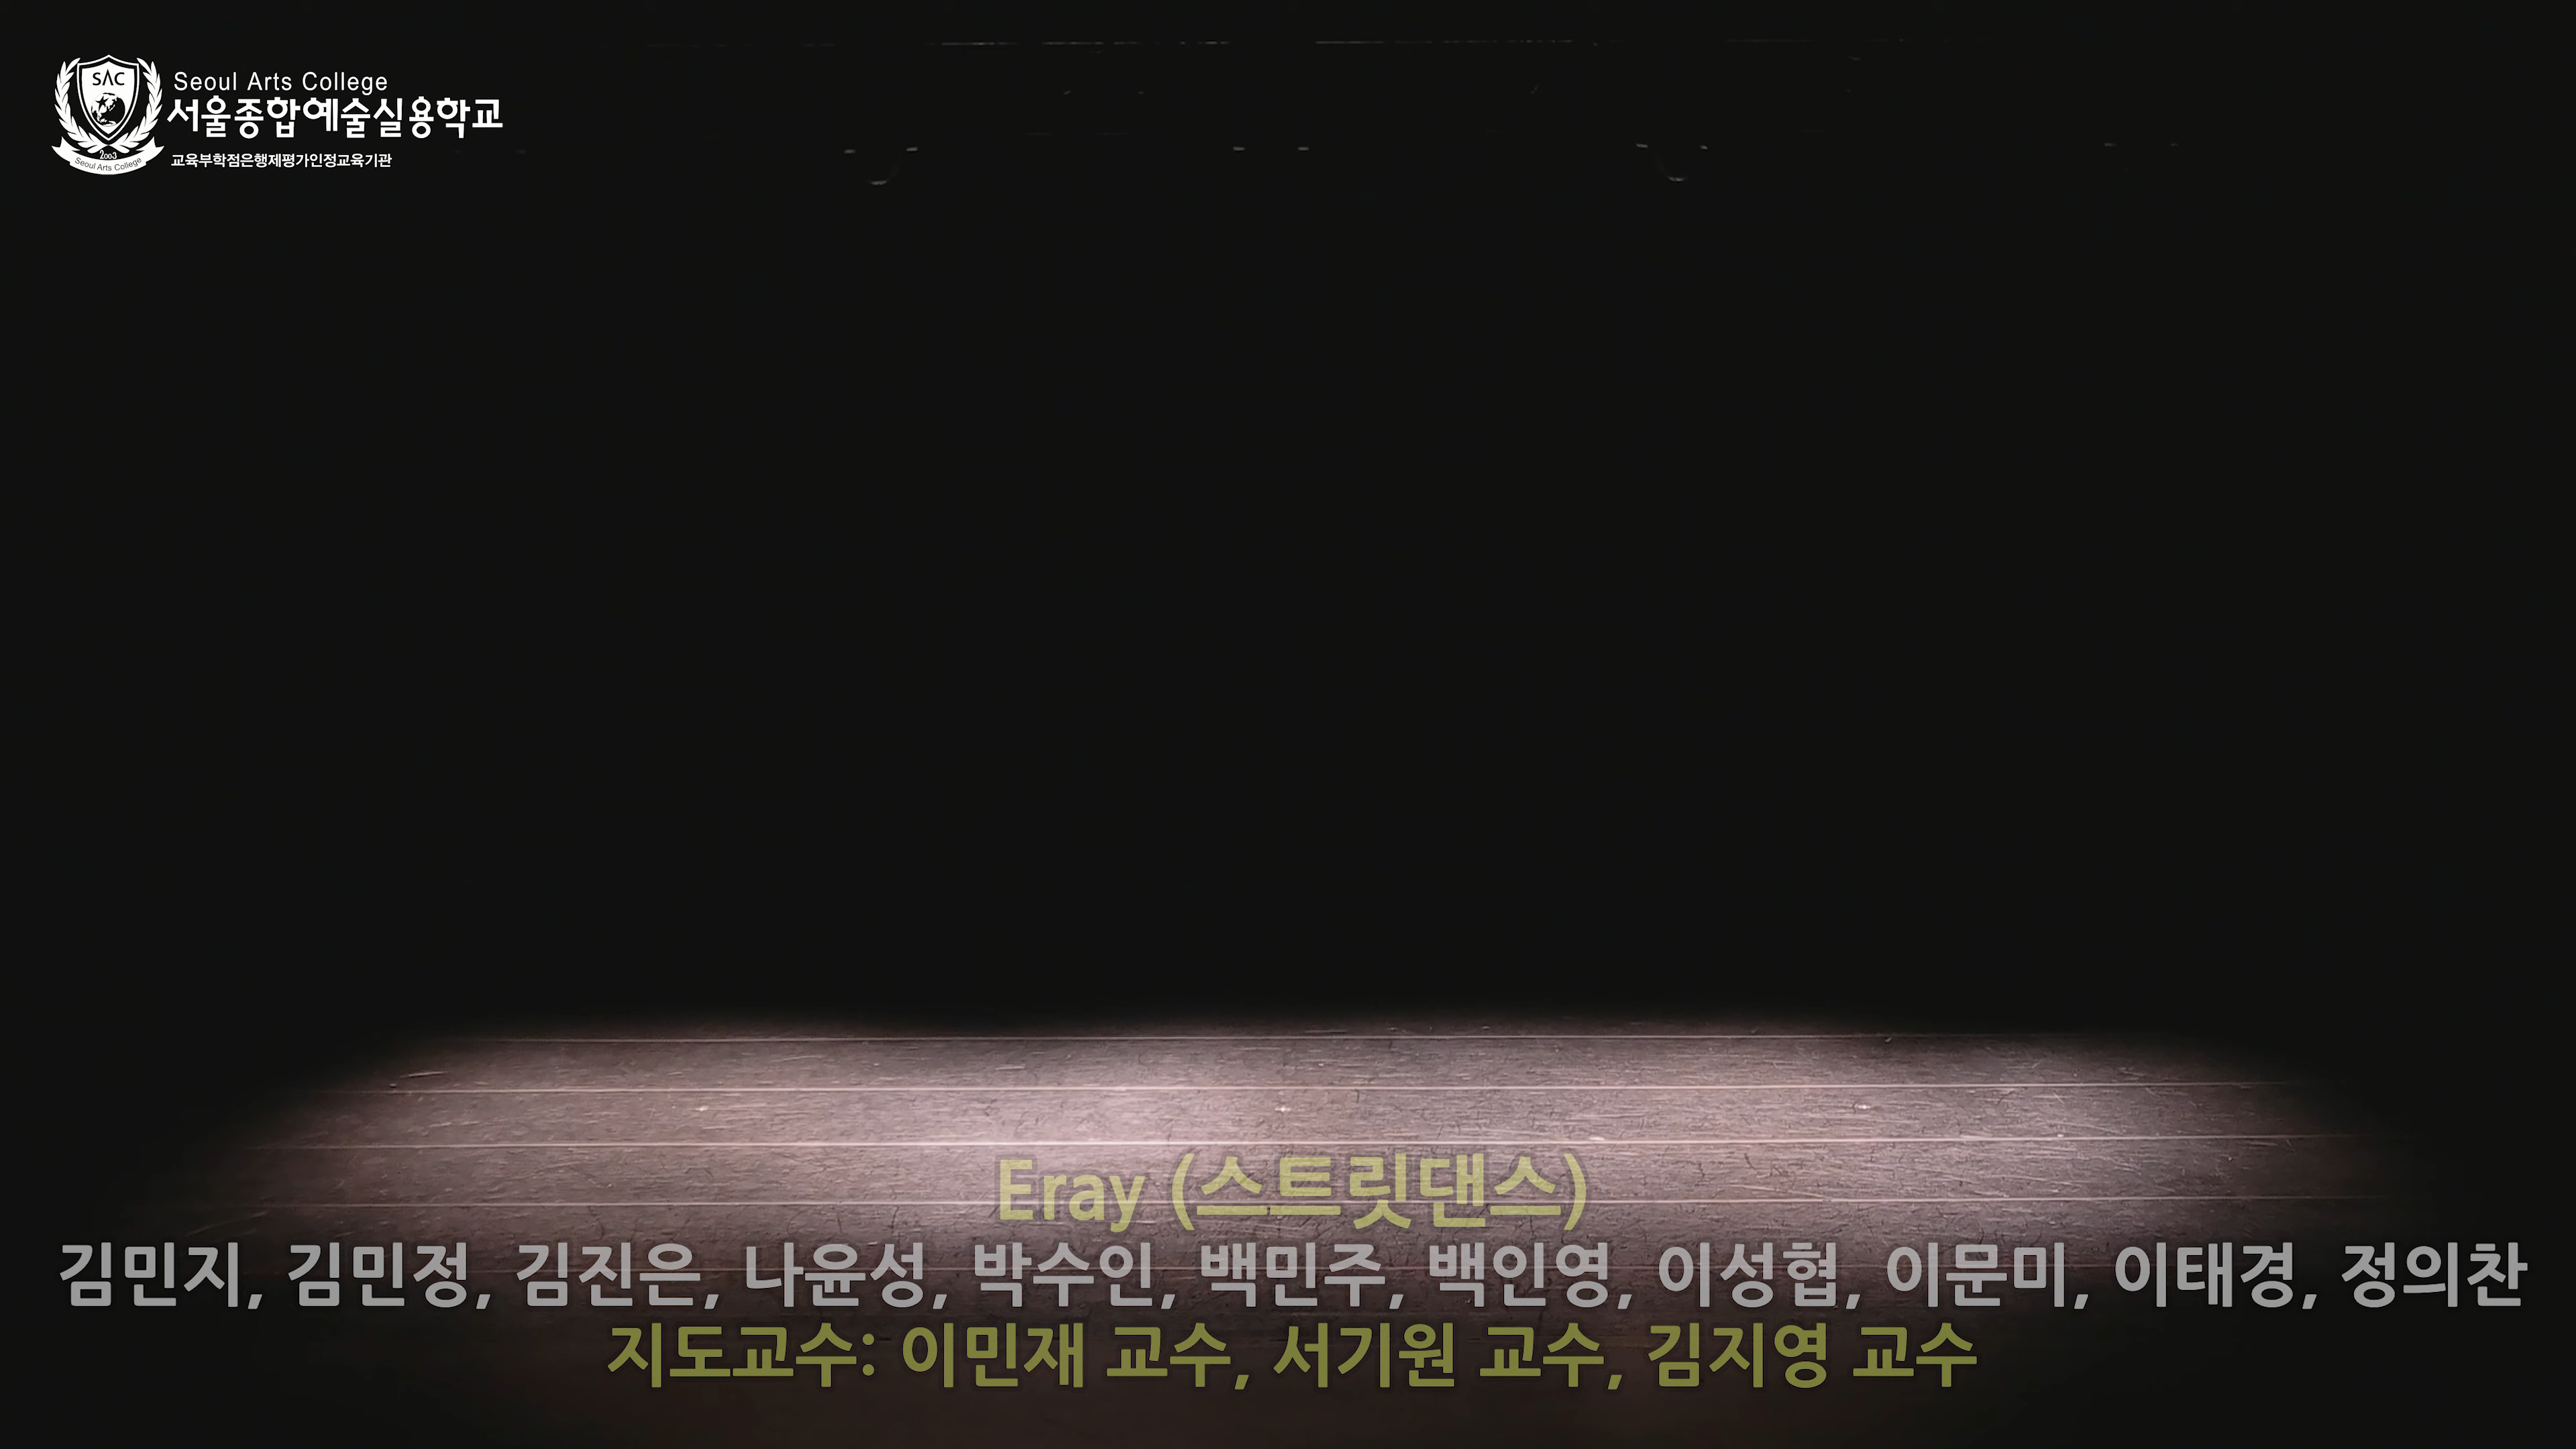 SAC
2003
Seoul Arts College
Seoul Arts College
서울종합예술실용학교
교육부학점은행제평가인정교육기관
Eray (스트릿댄스)
김민지, 김민정, 김진은, 나윤성, 박수인, 백민주, 백인영, 이성협, 이문미, 이태경, 정의찬
지도교수: 이민재 교수, 서기원 교수, 김지영 교수